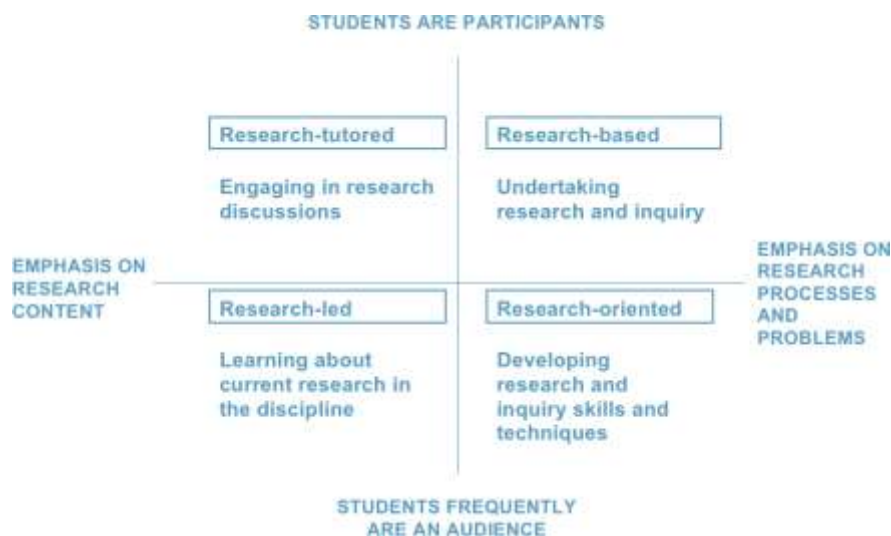 STUDENTS ARE PARTICIPANTS
Research-tutored
Engaging in research
discussions
Research-based
Undertaking
research and inquiry
EMPHASIS ON
RESEARCH
CONTENT
EMPHASIS ON
RESEARCH
PROCESSES
AND
PROBLEMS
Research-led
Learning about
current research in
the discipline
Research-oriented
Developing
research and
inquiry skills and
techniques
STUDENTS FREQUENTLY
ARE AN AUDIENCE